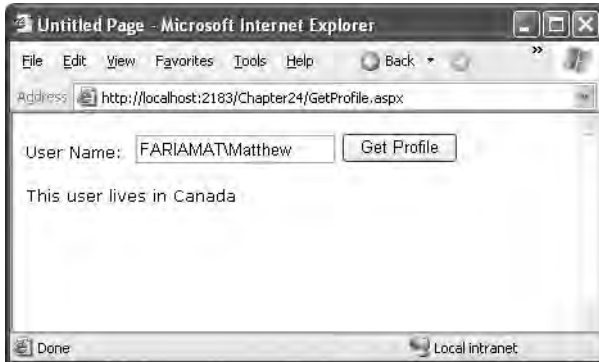 Untitled Page - Microsoft Internet Explorer
File Edit View Favorites Tools Help Back »
Address http://localhost:2183/Chapter24/GetProfile.aspx
User Name: FARIAMAT\Matthew Get Profile
This user lives in Canada
Done Local intranet